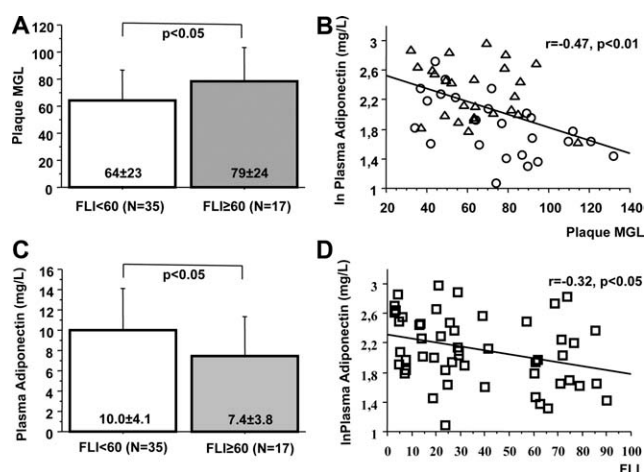 A
Plaque MGL
120
100
80
60
40
20
0
p<0.05
64±23
79±24
FLI<60 (N=35)
FLI≥60 (N=17)
B
ln Plasma Adiponectin (mg/L)
3
2,6
2,2
1,8
1,4
1
r=-0.47, p<0.01
20 40 60 80 100 120 140
Plaque MGL
C
Plasma Adiponectin (mg/L)
16
14
12
10
8
6
4
2
0
p<0.05
10.0±4.1
7.4±3.8
FLI<60 (N=35)
FLI≥60 (N=17)
D
lnPlasma Adiponectin (mg/L)
3
2,6
2,2
1,8
1,4
1
r=-0.32, p<0.05
0 10 20 30 40 50 60 70 80 90 100